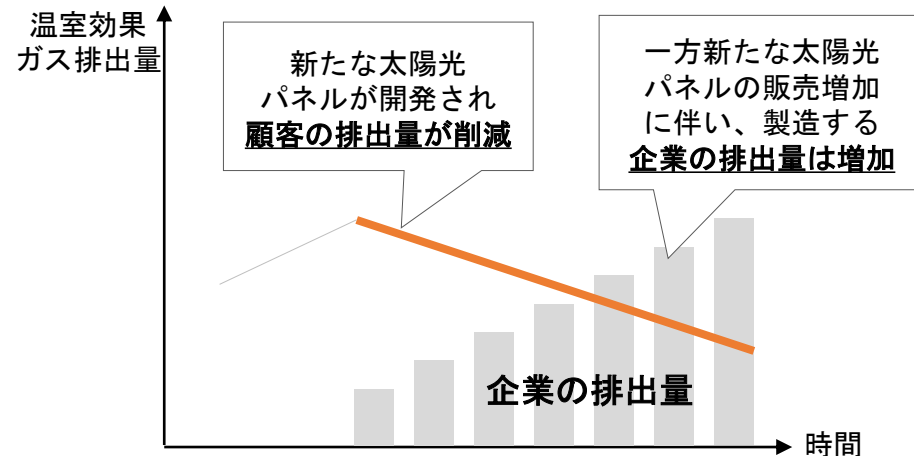 温室効果
ガス排出量
新たな太陽光
パネルが開発され
顧客の排出量が削減
一方新たな太陽光
パネルの販売増加
に伴い、製造する
企業の排出量は増加
企業の排出量
時間